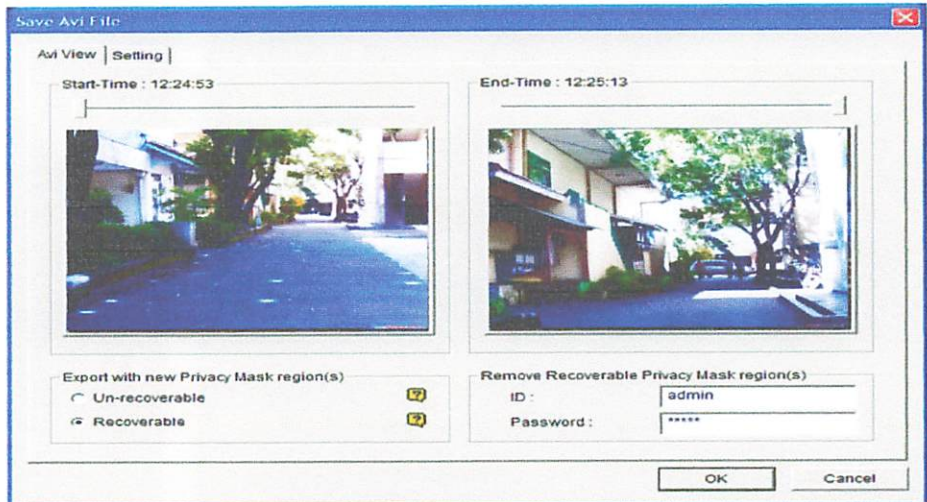 Save Avi File
Avi View
Setting
Start-Time : 12:24:53
End-Time : 12:25:13
Export with new Privacy Mask region(s)
Un-recoverable
Recoverable
Remove Recoverable Privacy Mask region(s)
ID :
admin
Password :
*****
OK
Cancel